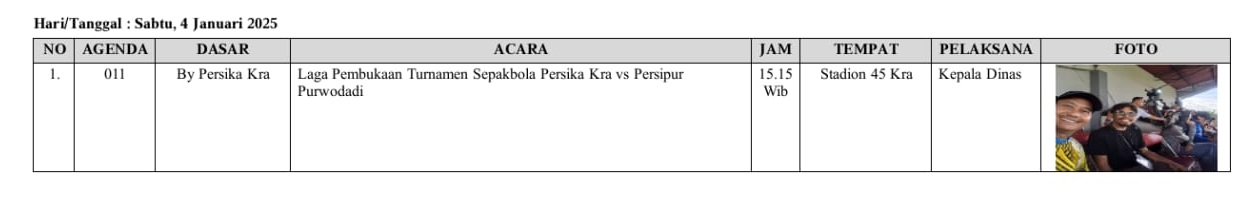 Hari/Tanggal : Sabtu, 4 Januari 2025
NO AGENDA DASAR ACARA JAM TEMPAT PELAKSANA FOTO
1. 011 By Persika Kra Laga Pembukaan Turnamen Sepakbola Persika Kra vs Persipur 15.15 Stadion 45 Kra Kepala Dinas
Purwodadi Wib